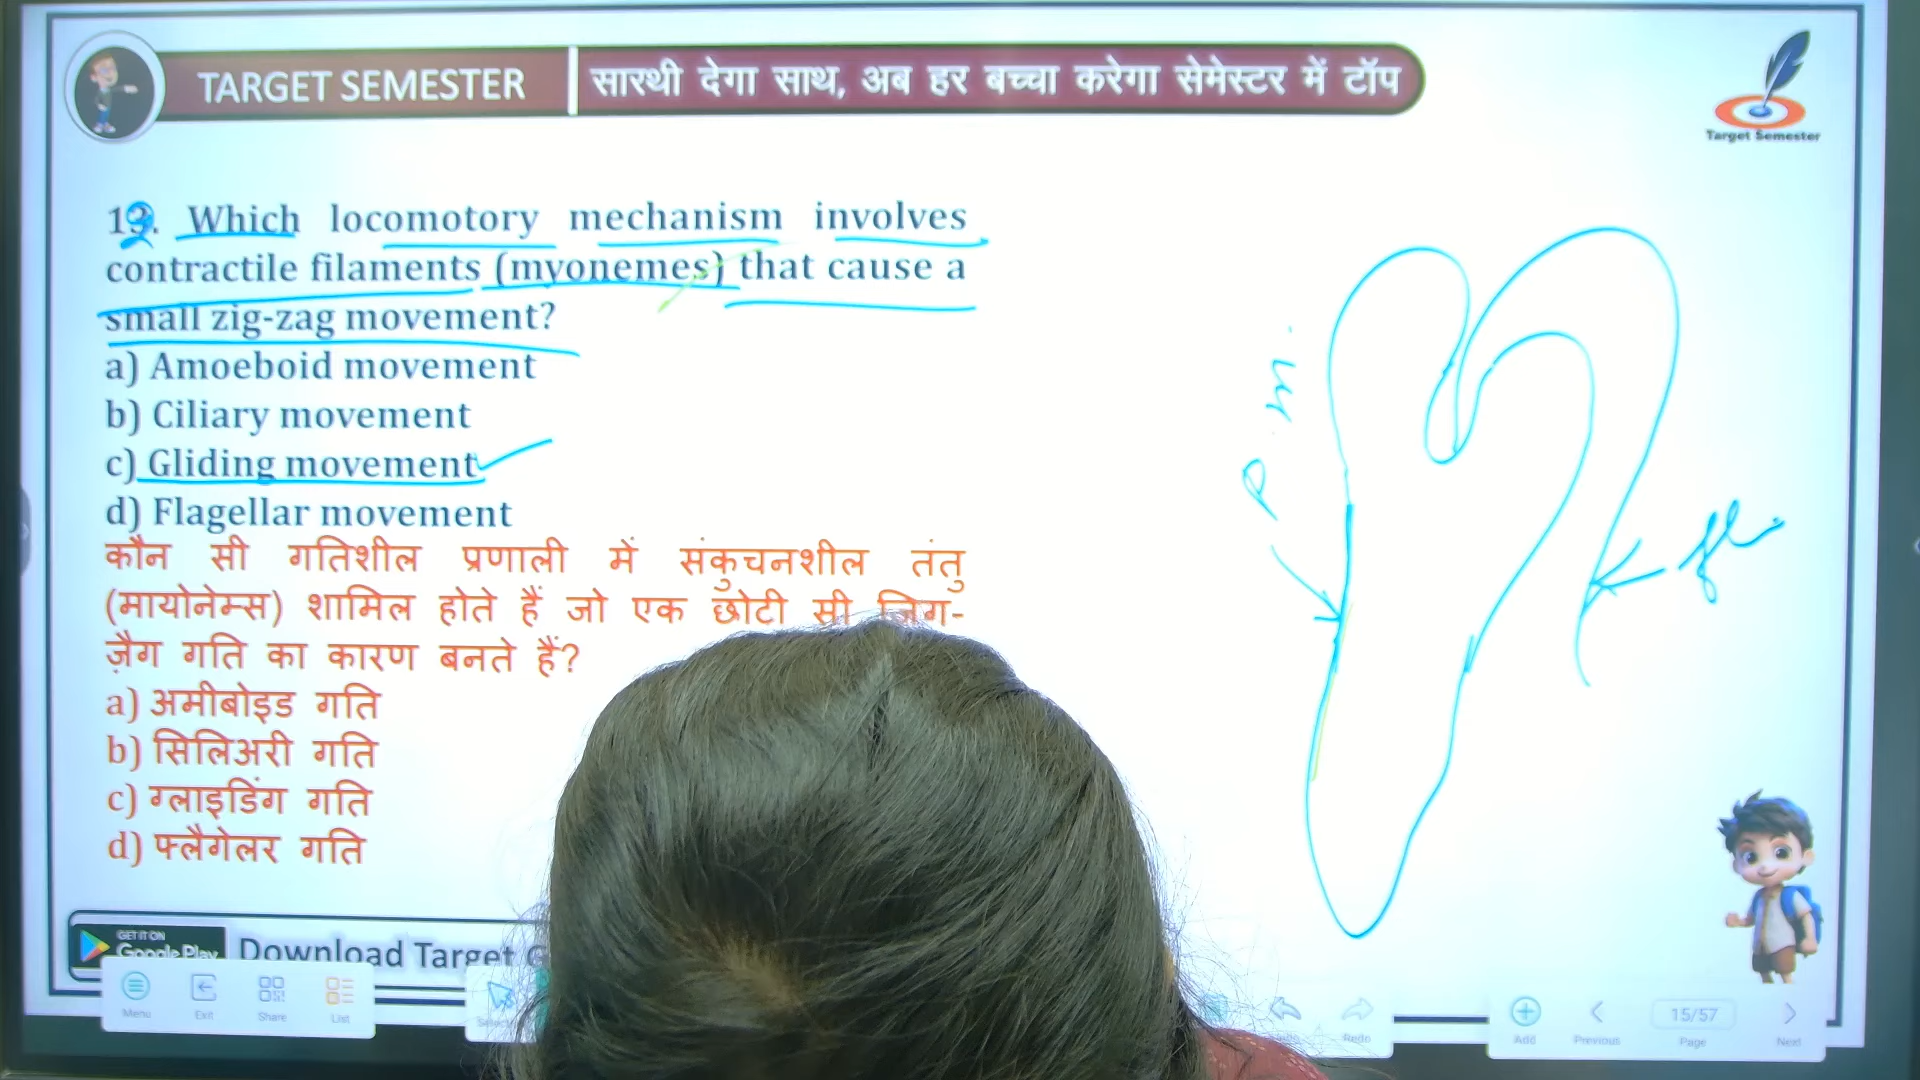 TARGET SEMESTER
सारथी देगा साथ, अब हर बच्चा करेगा सेमेस्टर में टॉप
Target Semester
12. Which locomotory mechanism involves
contractile filaments (myonemes) that cause a
small zig-zag movement?
a) Amoeboid movement
b) Ciliary movement
c) Gliding movement
d) Flagellar movement
कौन सी गतिशील प्रणाली में संकुचनशील तंतु
(मायोनेम्स) शामिल होते हैं जो एक छोटी सी ज़िग-
ज़ैग गति का कारण बनते हैं?
a) अमीबोइड गति
b) सिलिअरी गति
c) ग्लाइडिंग गति
d) फ्लैगेलर गति
GET IT ON
Google Play
Download Target
Menu
Exit
Share
List
Select
Redo
Add
Previous
15/57
Page
Next